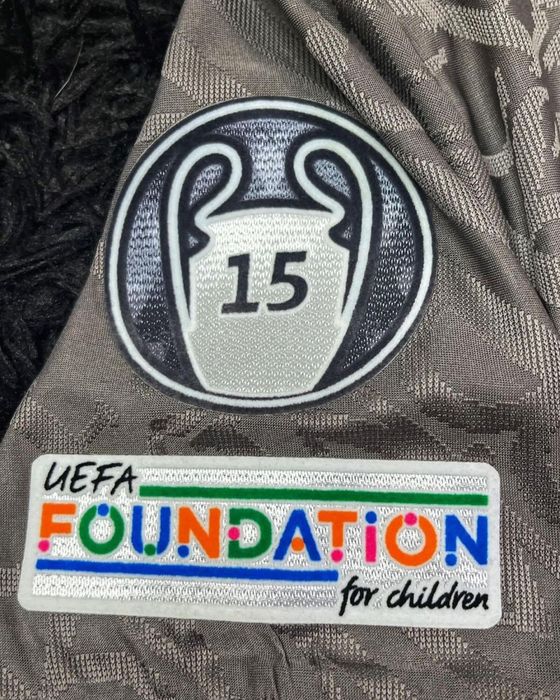 15
UEFA
FOUNDATION
for children